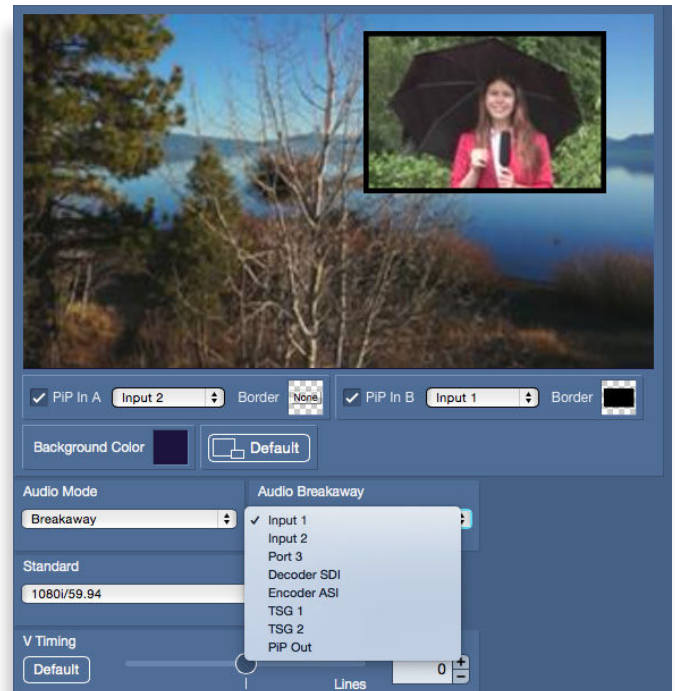 PiP In A Input 2 Border None PiP In B Input 1 Border
Background Color Default
Audio Mode Audio Breakaway
Breakaway
✓ Input 1
Input 2
Port 3
Decoder SDI
Encoder ASI
TSG 1
TSG 2
PiP Out
Standard
1080i/59.94
V Timing
Default
Lines
0 + −